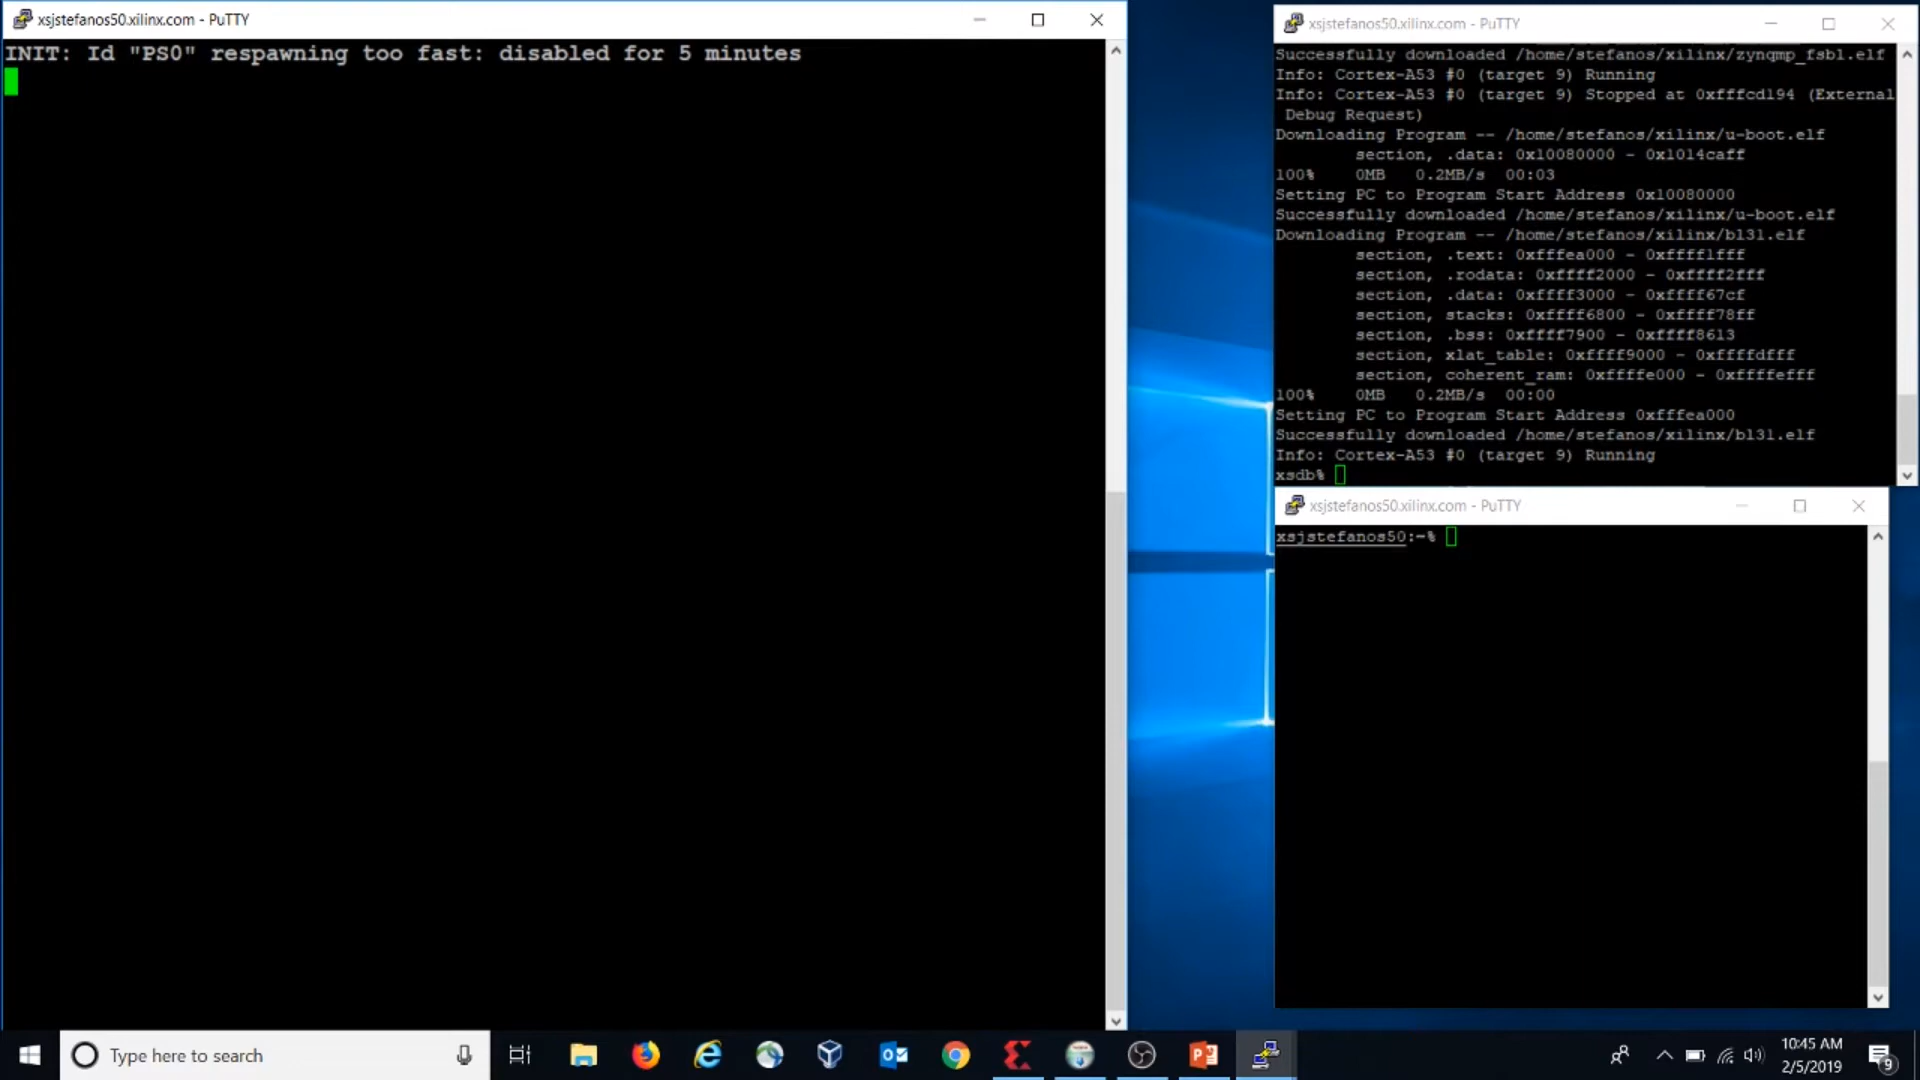 xsjstefanos50.xilinx.com - PuTTY
INIT: Id "PS0" respawning too fast: disabled for 5 minutes
xsjstefanos50.xilinx.com - PuTTY
Successfully downloaded /home/stefanos/xilinx/zynqmp_fsbl.elf
Info: Cortex-A53 #0 (target 9) Running
Info: Cortex-A53 #0 (target 9) Stopped at 0xfffcd194 (External
Debug Request)
Downloading Program -- /home/stefanos/xilinx/u-boot.elf
section, .data: 0x10080000 - 0x1014caff
100% 0MB 0.2MB/s 00:03
Setting PC to Program Start Address 0x10080000
Successfully downloaded /home/stefanos/xilinx/u-boot.elf
Downloading Program -- /home/stefanos/xilinx/bl31.elf
section, .text: 0xfffea000 - 0xffff1fff
section, .rodata: 0xffff2000 - 0xffff2fff
section, .data: 0xffff3000 - 0xffff67cf
section, stacks: 0xffff6800 - 0xffff78ff
section, .bss: 0xffff7900 - 0xffff8613
section, xlat_table: 0xffff9000 - 0xffffdfff
section, coherent_ram: 0xffffe000 - 0xffffefff
100% 0MB 0.2MB/s 00:00
Setting PC to Program Start Address 0xfffea000
Successfully downloaded /home/stefanos/xilinx/bl31.elf
Info: Cortex-A53 #0 (target 9) Running
xsdb%
xsjstefanos50.xilinx.com - PuTTY
xsjstefanos50:~%
Type here to search
10:45 AM
2/5/2019
9